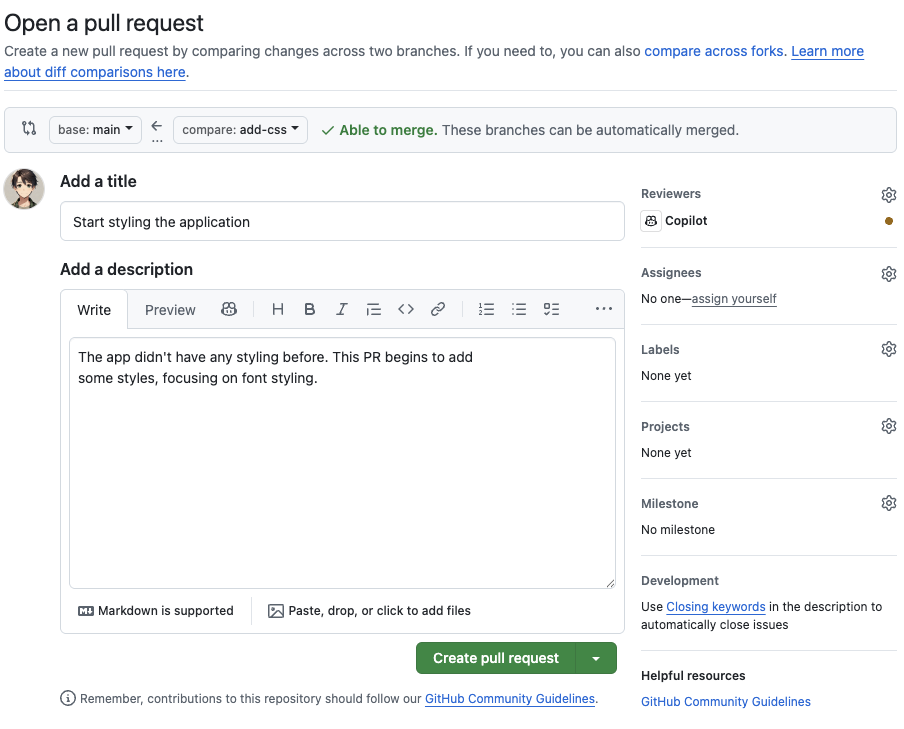 Open a pull request
Create a new pull request by comparing changes across two branches. If you need to, you can also compare across forks. Learn more
about diff comparisons here.
base: main
...
compare: add-css
Able to merge. These branches can be automatically merged.
Add a title
Start styling the application
Add a description
Write
Preview
H
B
I
The app didn't have any styling before. This PR begins to add
some styles, focusing on font styling.
Markdown is supported
Paste, drop, or click to add files
Create pull request
Remember, contributions to this repository should follow our GitHub Community Guidelines.
Reviewers
Copilot
Assignees
No one—assign yourself
Labels
None yet
Projects
None yet
Milestone
No milestone
Development
Use Closing keywords in the description to
automatically close issues
Helpful resources
GitHub Community Guidelines